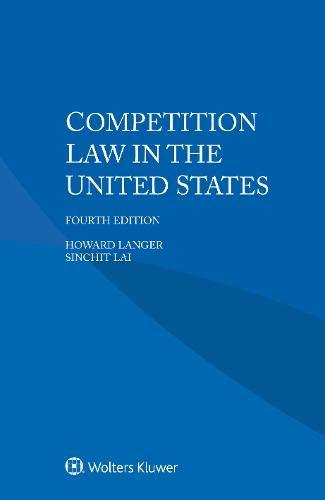 COMPETITION
LAW IN THE
UNITED STATES
FOURTH EDITION
HOWARD LANGER
SINCHIT LAI
Wolters Kluwer